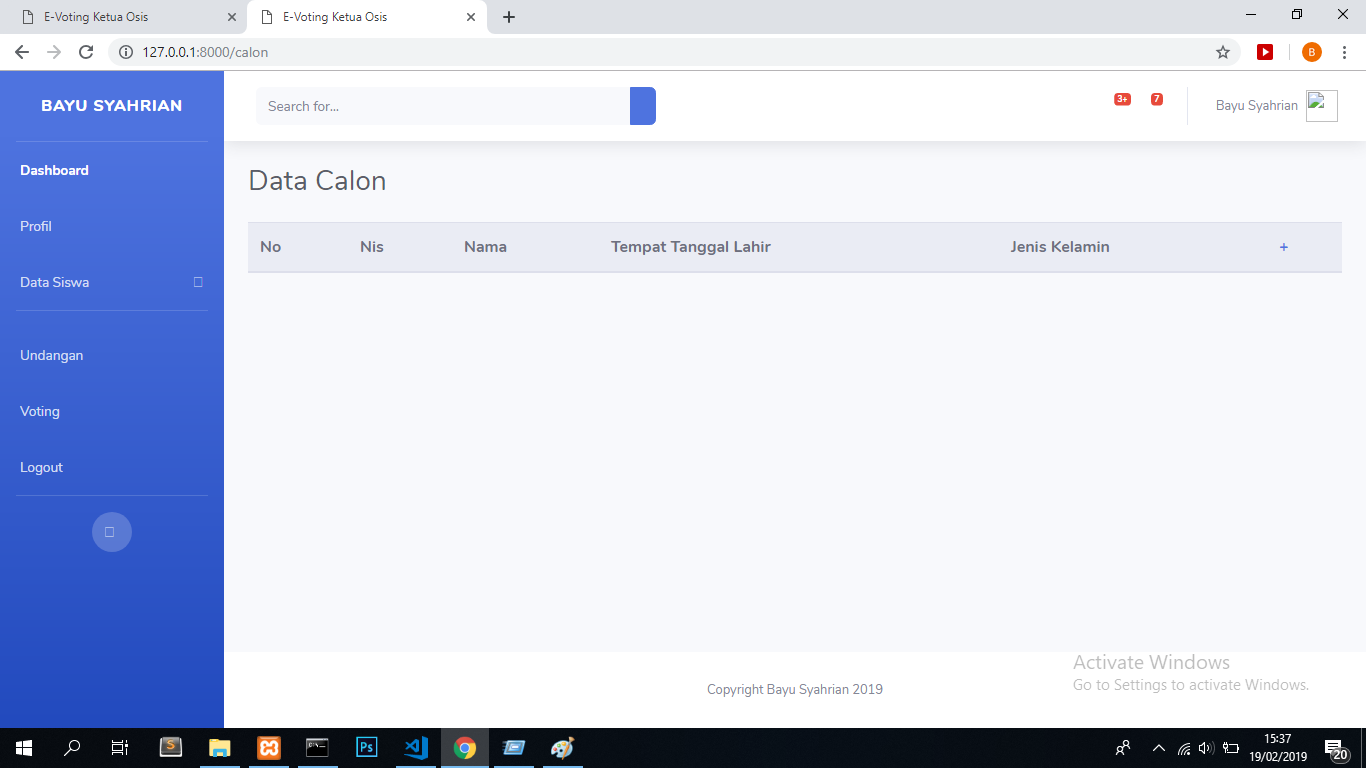 E-Voting Ketua Osis
E-Voting Ketua Osis
127.0.0.1:8000/calon
B
BAYU SYAHRIAN
Search for...
3+
7
Bayu Syahrian
Dashboard
Profil
Data Siswa
Undangan
Voting
Logout
Data Calon
No Nis Nama Tempat Tanggal Lahir Jenis Kelamin +
Copyright Bayu Syahrian 2019
Activate Windows
Go to Settings to activate Windows.
S
C:\.
Ps
15:37
19/02/2019
20